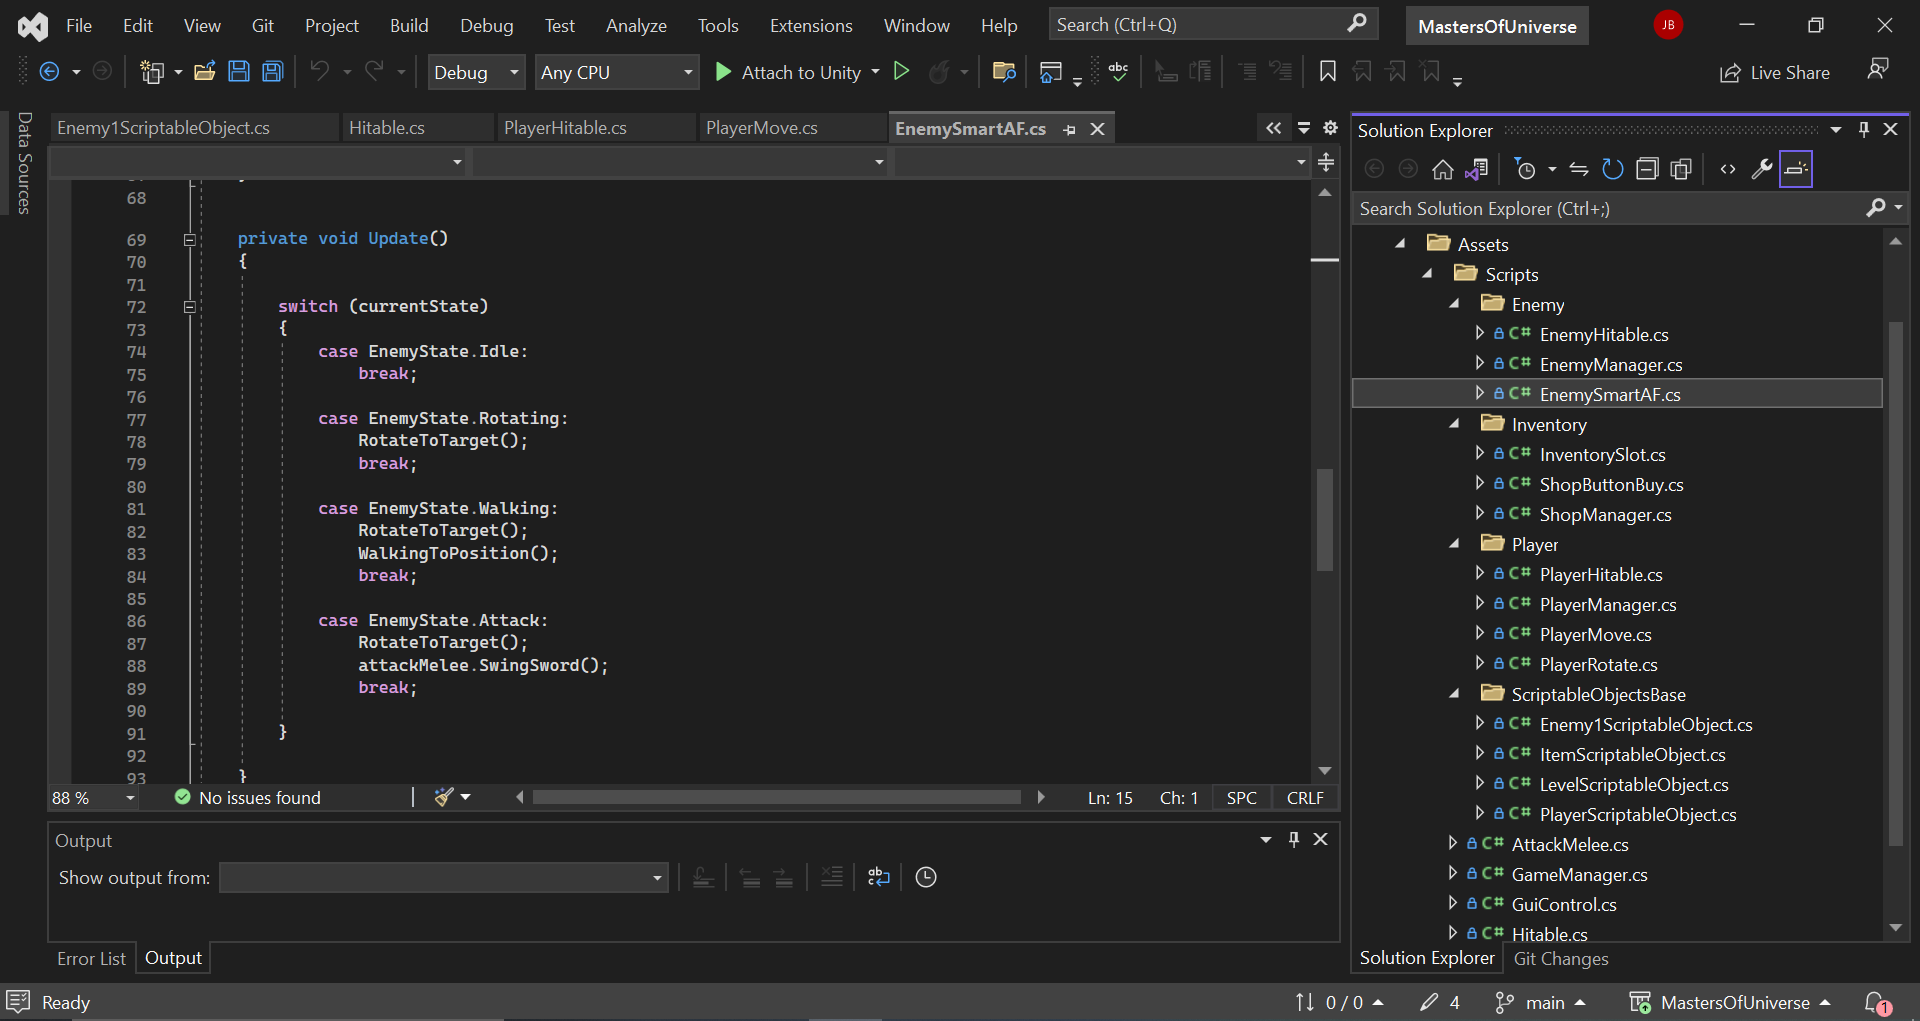 File Edit View Git Project Build Debug Test Analyze Tools Extensions Window Help Search (Ctrl+Q) MastersOfUniverse JB
Debug Any CPU Attach to Unity abc Live Share
Data Sources
Enemy1ScriptableObject.cs Hitable.cs PlayerHitable.cs PlayerMove.cs EnemySmartAF.cs
68
69 private void Update()
70 {
71
72 switch (currentState)
73 {
74 case EnemyState.Idle:
75 break;
76
77 case EnemyState.Rotating:
78 RotateToTarget();
79 break;
80
81 case EnemyState.Walking:
82 RotateToTarget();
83 WalkingToPosition();
84 break;
85
86 case EnemyState.Attack:
87 RotateToTarget();
88 attackMelee.SwingSword();
89 break;
90
91 }
92
93 }
88 % No issues found Ln: 15 Ch: 1 SPC CRLF
Output
Show output from: ab c
Error List Output
Solution Explorer
Search Solution Explorer (Ctrl+;)
Assets
Scripts
Enemy
C# EnemyHitable.cs
C# EnemyManager.cs
C# EnemySmartAF.cs
Inventory
C# InventorySlot.cs
C# ShopButtonBuy.cs
C# ShopManager.cs
Player
C# PlayerHitable.cs
C# PlayerManager.cs
C# PlayerMove.cs
C# PlayerRotate.cs
ScriptableObjectsBase
C# Enemy1ScriptableObject.cs
C# ItemScriptableObject.cs
C# LevelScriptableObject.cs
C# PlayerScriptableObject.cs
C# AttackMelee.cs
C# GameManager.cs
C# GuiControl.cs
C# Hitable.cs
Solution Explorer Git Changes
Ready 0 / 0 4 main MastersOfUniverse 1